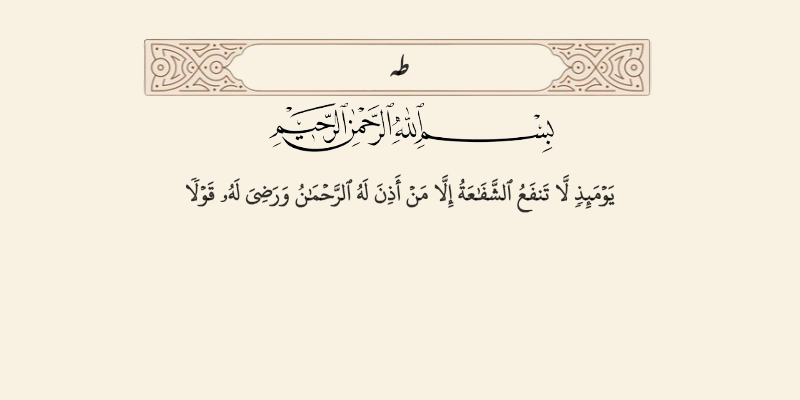 طه
بِسْمِ ٱللَّهِ ٱلرَّحْمَٰنِ ٱلرَّحِيمِ
يَوْمَئِذٍ لَّا تَنفَعُ ٱلشَّفَٰعَةُ إِلَّا مَنْ أَذِنَ لَهُ ٱلرَّحْمَٰنُ وَرَضِىَ لَهُۥ قَوْلًا